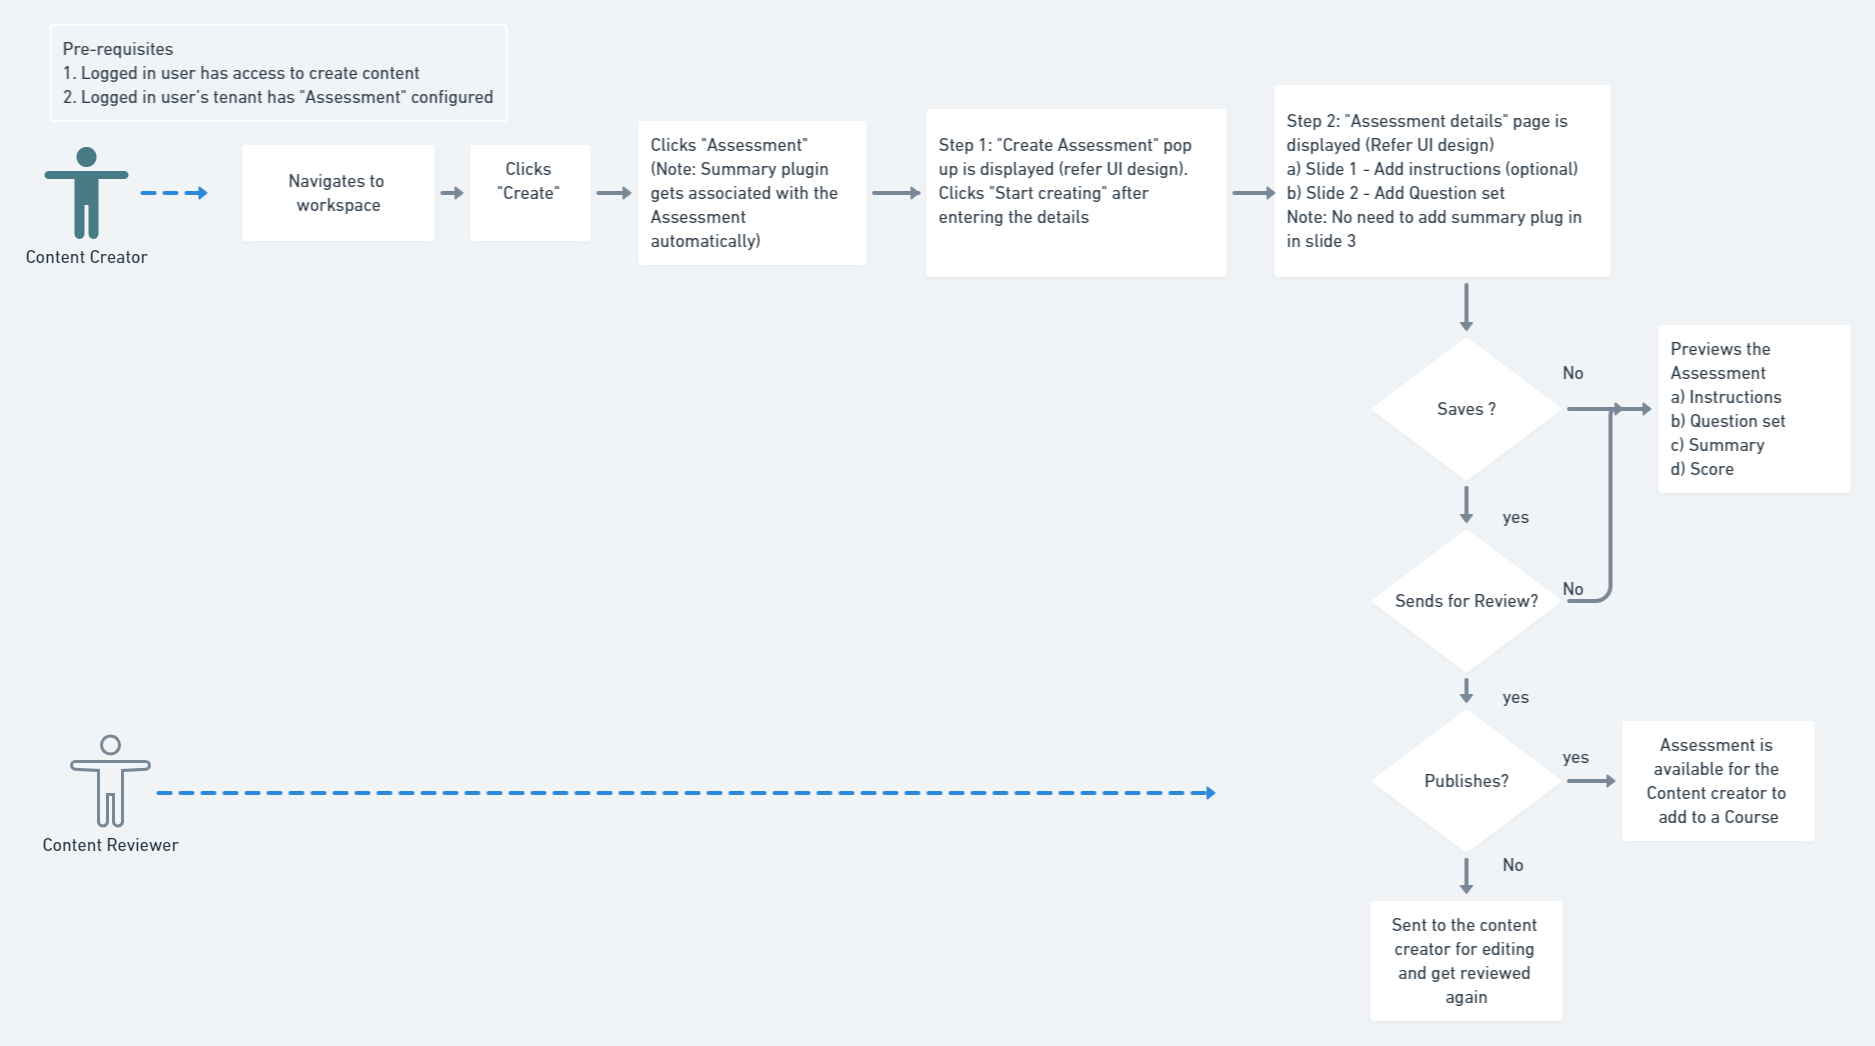 Pre-requisites
1. Logged in user has access to create content
2. Logged in user's tenant has "Assessment" configured
Content Creator
Navigates to
workspace
Clicks
"Create"
Clicks "Assessment"
(Note: Summary plugin
gets associated with the
Assessment
automatically)
Step 1: "Create Assessment" pop
up is displayed (refer UI design).
Clicks "Start creating" after
entering the details
Step 2: "Assessment details" page is
displayed (Refer UI design)
a) Slide 1 - Add instructions (optional)
b) Slide 2 - Add Question set
Note: No need to add summary plug in
in slide 3
Saves ?
No
Previews the
Assessment
a) Instructions
b) Question set
c) Summary
d) Score
yes
Sends for Review?
No
yes
Content Reviewer
Publishes?
yes
Assessment is
available for the
Content creator to
add to a Course
No
Sent to the content
creator for editing
and get reviewed
again